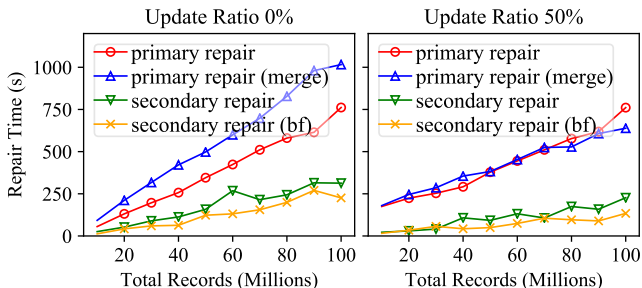 Update Ratio 0%
Update Ratio 50%
primary repair
primary repair (merge)
secondary repair
secondary repair (bf)
primary repair
primary repair (merge)
secondary repair
secondary repair (bf)
Repair Time (s)
1000
750
500
250
0
20 40 60 80 100
20 40 60 80 100
Total Records (Millions)
Total Records (Millions)